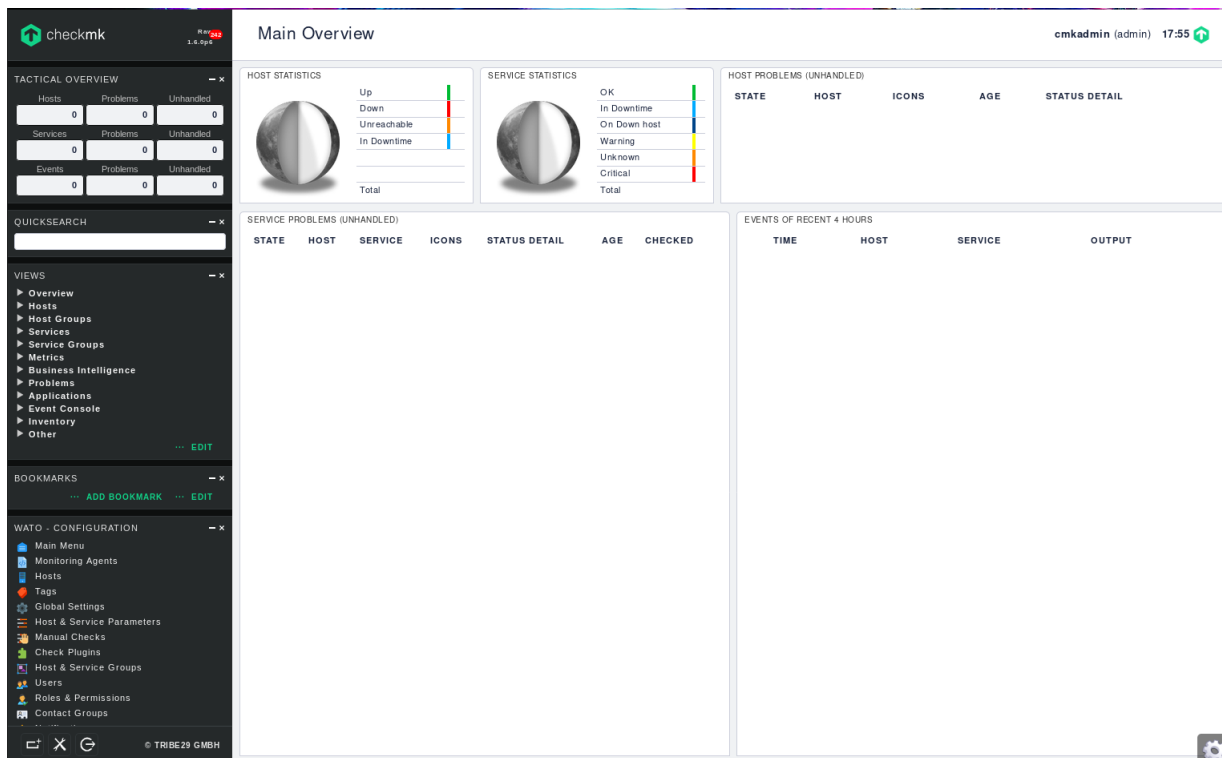 checkmk
242
1.6.0p6
Main Overview
cmkadmin (admin) 17:55
TACTICAL OVERVIEW
Hosts Problems Unhandled
0 0 0
Services Problems Unhandled
0 0 0
Events Problems Unhandled
0 0 0
QUICKSEARCH
VIEWS
Overview
Hosts
Host Groups
Services
Service Groups
Metrics
Business Intelligence
Problems
Applications
Event Console
Inventory
Other
... EDIT
BOOKMARKS
... ADD BOOKMARK ... EDIT
WATO - CONFIGURATION
Main Menu
Monitoring Agents
Hosts
Tags
Global Settings
Host & Service Parameters
Manual Checks
Check Plugins
Host & Service Groups
Users
Roles & Permissions
Contact Groups
© TRIBE29 GMBH
HOST STATISTICS
Up
Down
Unreachable
In Downtime
Total
SERVICE STATISTICS
OK
In Downtime
On Down host
Warning
Unknown
Critical
Total
HOST PROBLEMS (UNHANDLED)
STATE HOST ICONS AGE STATUS DETAIL
SERVICE PROBLEMS (UNHANDLED)
STATE HOST SERVICE ICONS STATUS DETAIL AGE CHECKED
EVENTS OF RECENT 4 HOURS
TIME HOST SERVICE OUTPUT